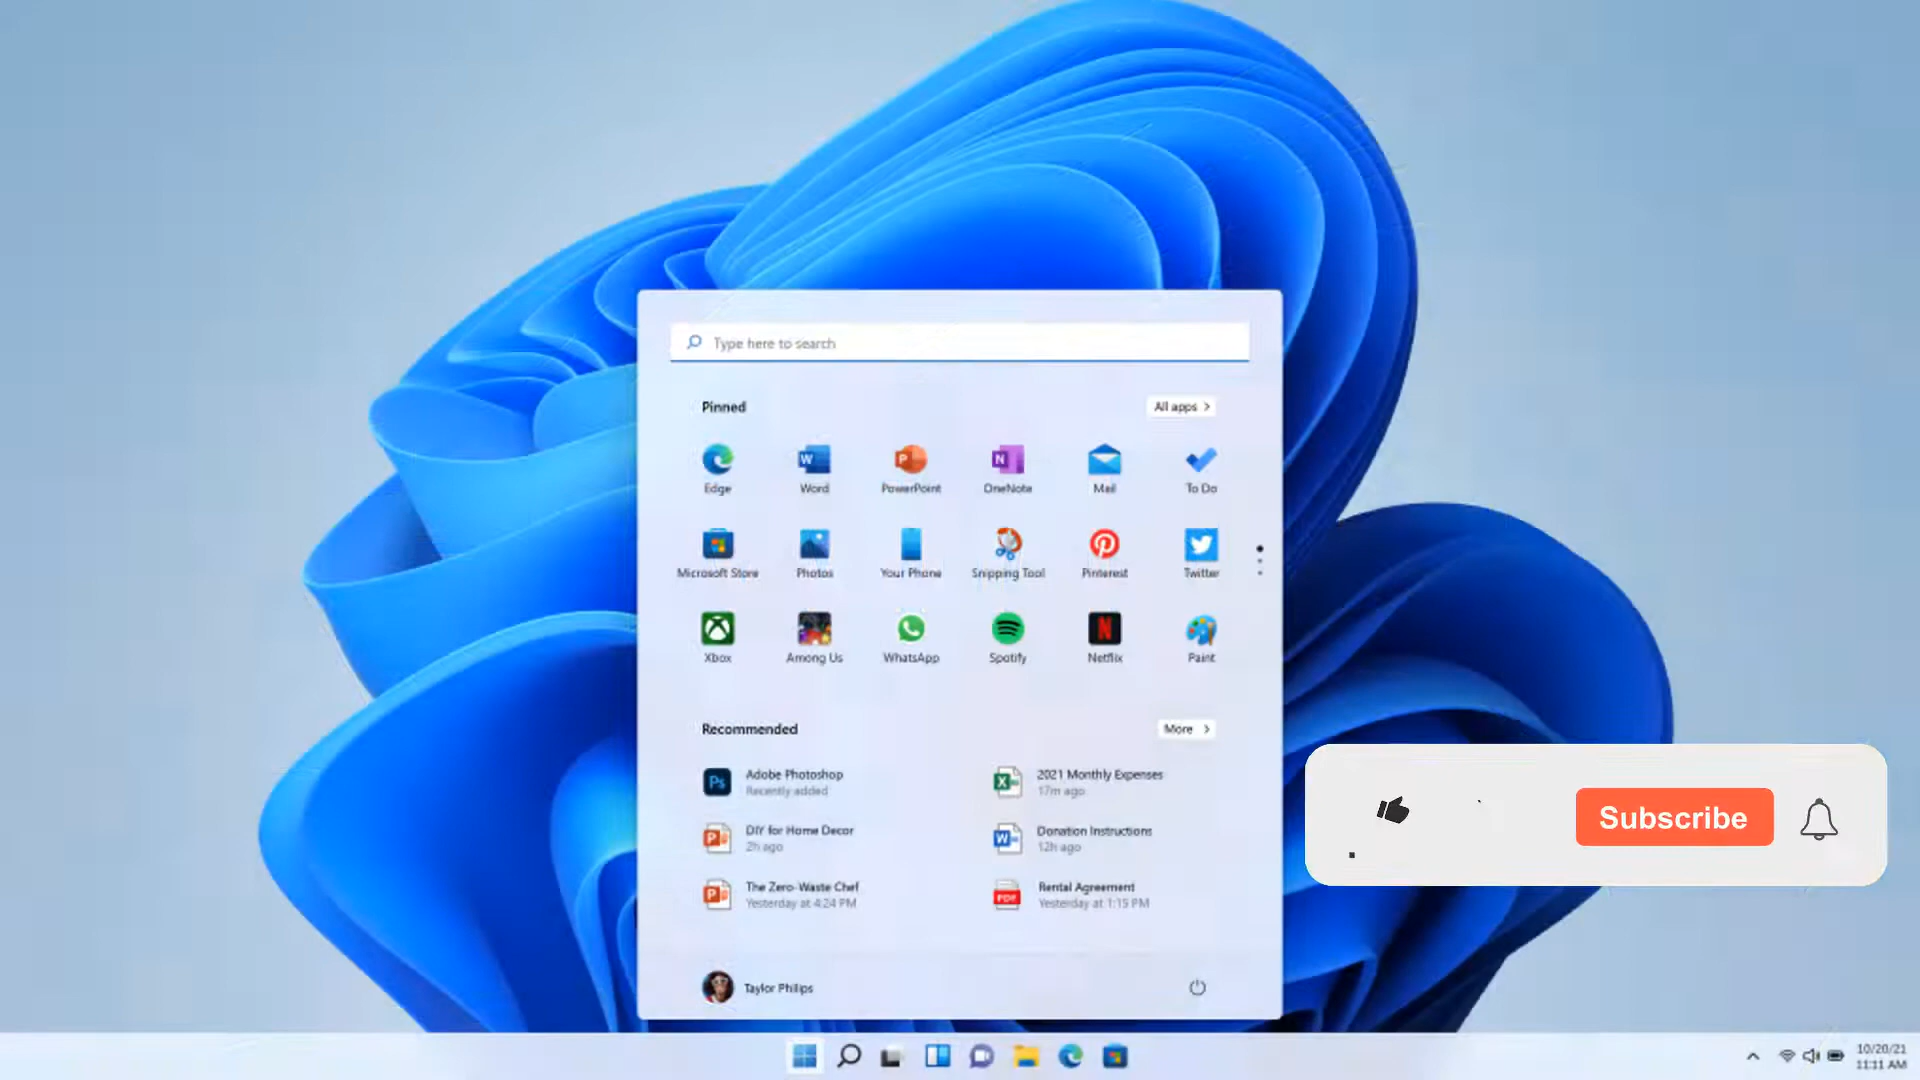 Type here to search
Pinned
All apps
Edge
Word
PowerPoint
OneNote
Mail
To Do
Microsoft Store
Photos
Your Phone
Snipping Tool
Pinterest
Twitter
Xbox
Among Us
WhatsApp
Spotify
Netflix
Paint
Recommended
More
Adobe Photoshop
Recently added
2021 Monthly Expenses
17m ago
DIY for Home Decor
2h ago
Donation Instructions
12h ago
The Zero-Waste Chef
Yesterday at 4:24 PM
Rental Agreement
Yesterday at 1:15 PM
Taylor Philips
Subscribe
10/20/21
11:11 AM